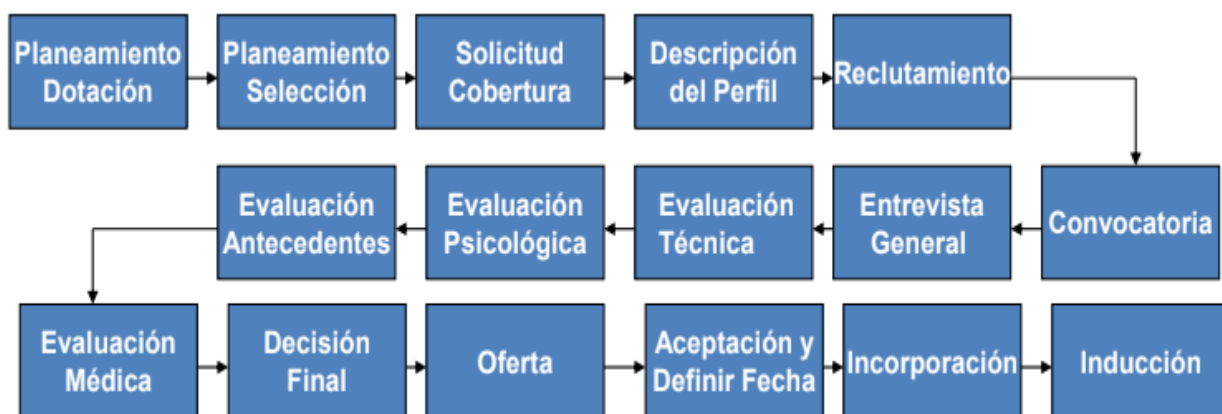 Planeamiento
Dotación
Planeamiento
Selección
Solicitud
Cobertura
Descripción
del Perfil
Reclutamiento
Convocatoria
Entrevista
General
Evaluación
Técnica
Evaluación
Psicológica
Evaluación
Antecedentes
Evaluación
Médica
Decisión
Final
Oferta
Aceptación y
Definir Fecha
Incorporación
Inducción